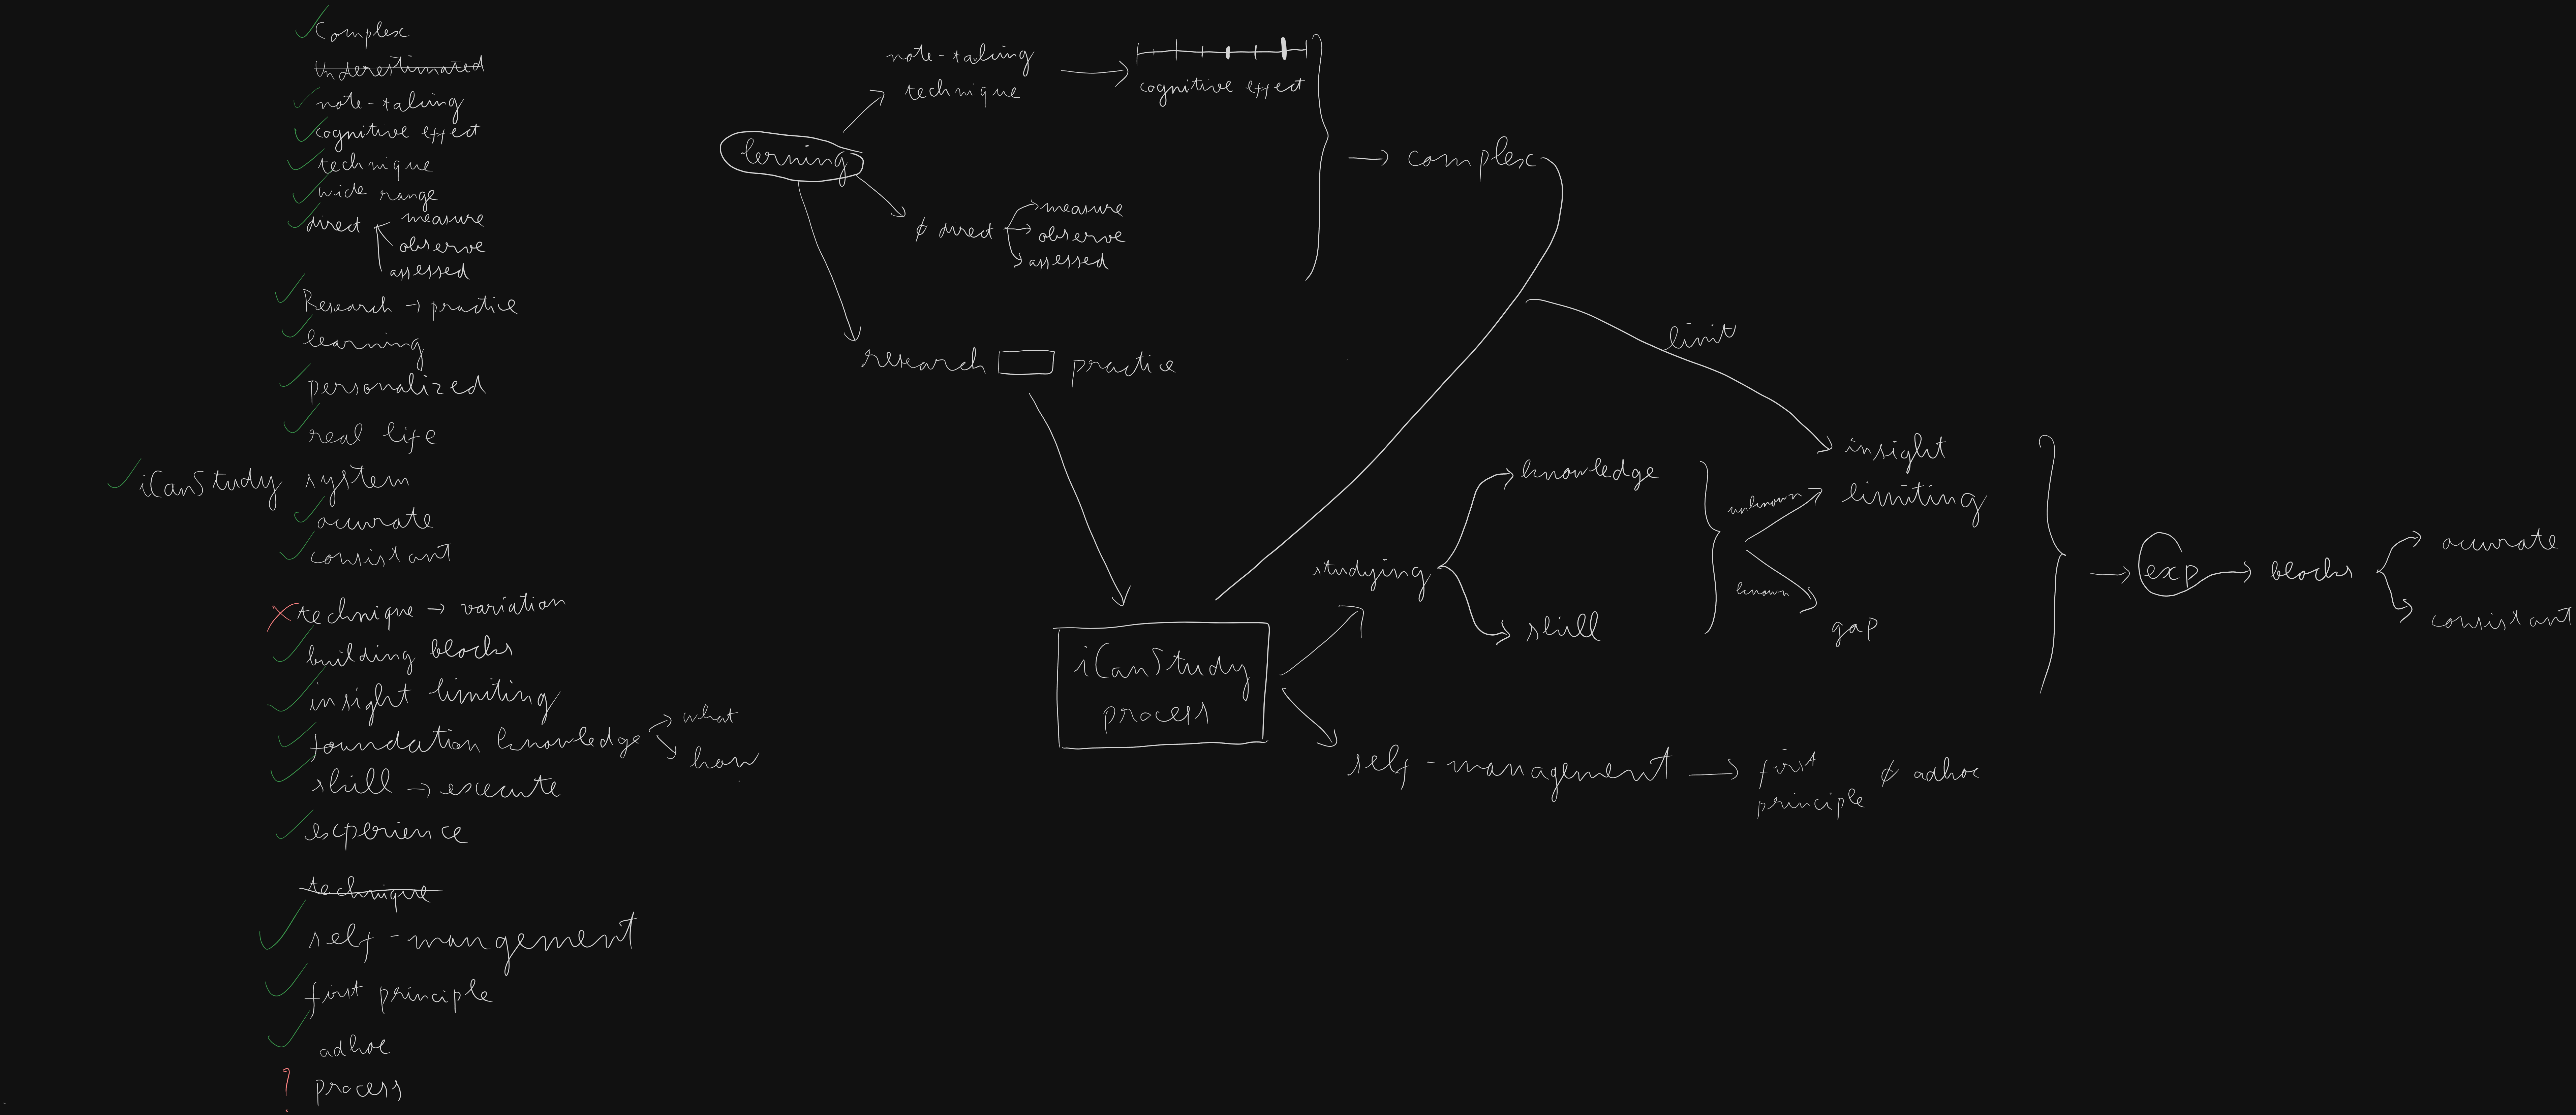 Complex
Underestimated
note-taking
cognitive effect
technique
wide range
direct
measure
observe
assessed
Research → practice
learning
personalized
real life
iCanStudy system
accurate
consistant
technique → variation
building blocks
insight limiting
foundation knowledge
what
how
skill → execute
experience
technique
self-mangement
first principle
adhoc
process
note-taking
technique
cognitive effect
lerning
∅ direct
measure
observe
assessed
research
practice
complex
limit
insight
limiting
knowledge
unknown
studying
known
skill
gap
exp
blocks
accurate
consistant
iCanStudy
process
self-management
first
principle
∅ adhoc